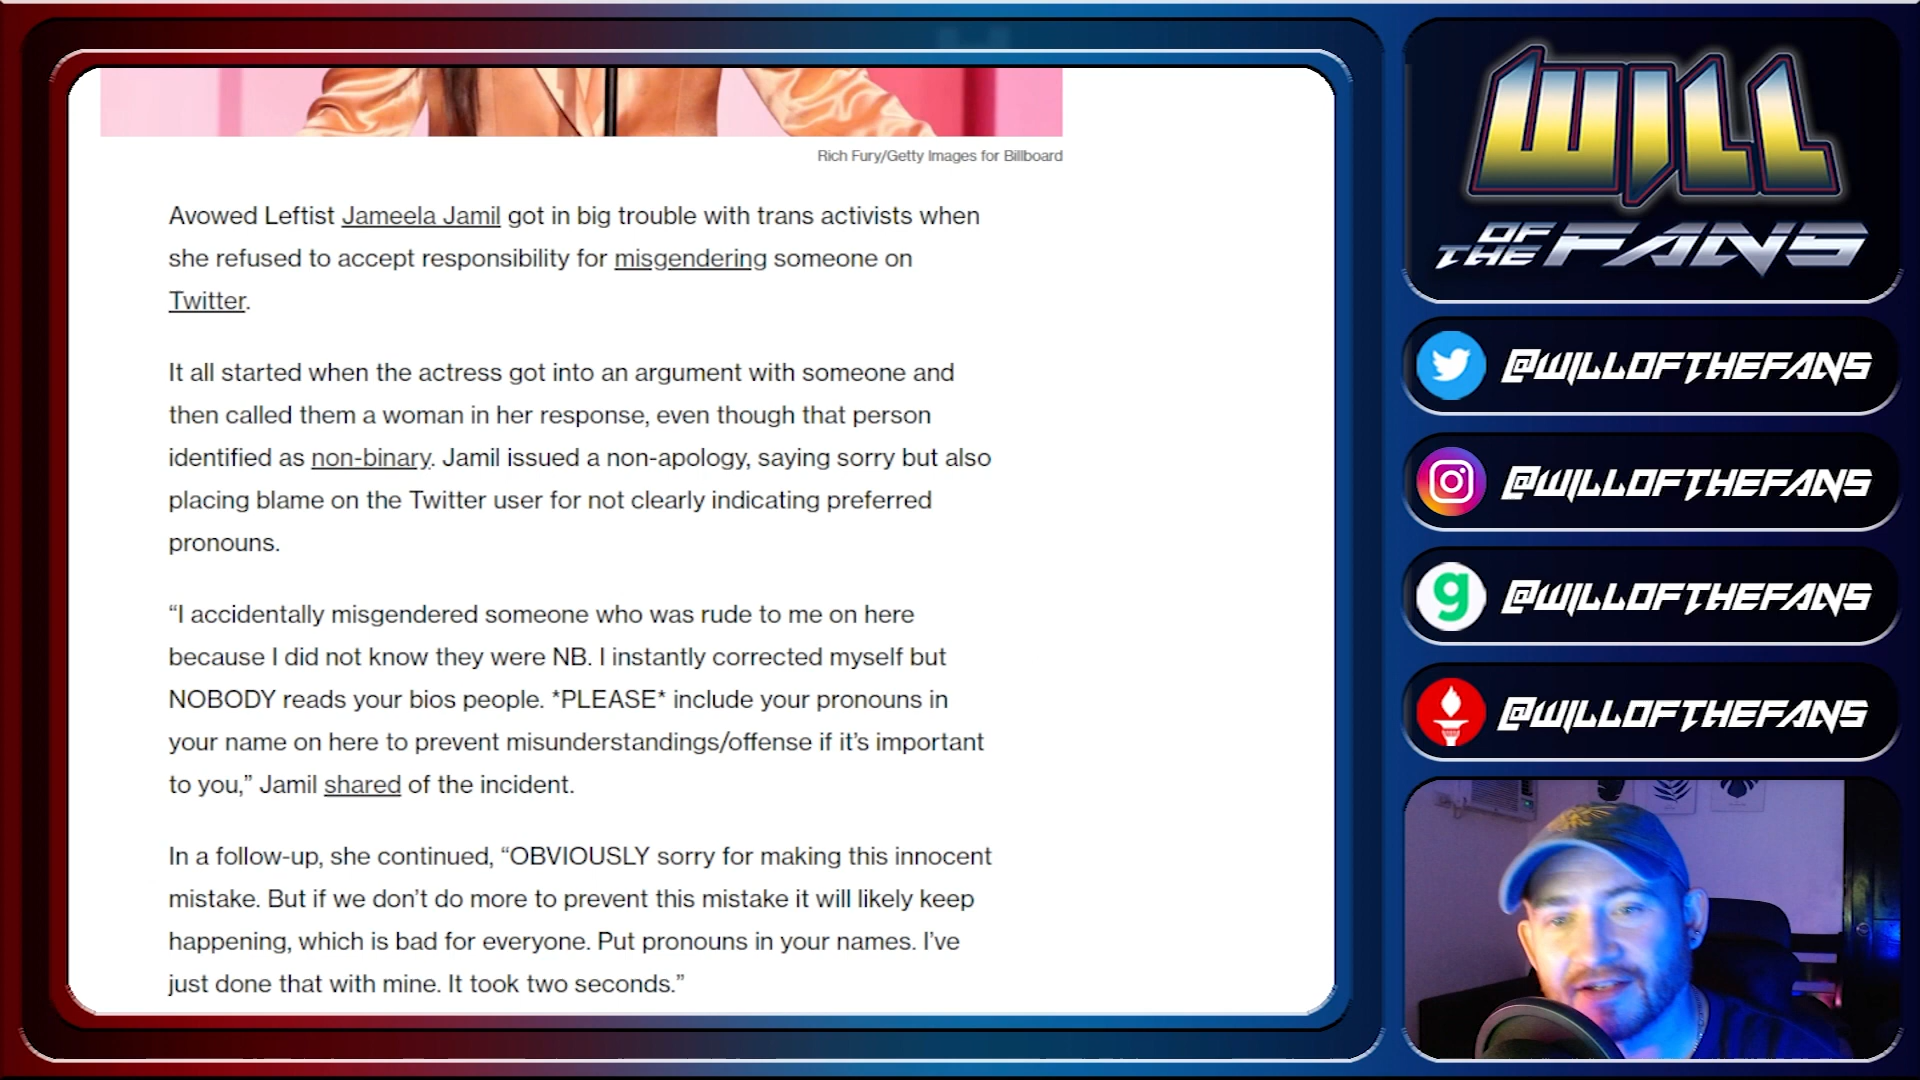 Rich Fury/Getty Images for Billboard
Avowed Leftist Jameela Jamil got in big trouble with trans activists when
she refused to accept responsibility for misgendering someone on
Twitter.
It all started when the actress got into an argument with someone and
then called them a woman in her response, even though that person
identified as non-binary. Jamil issued a non-apology, saying sorry but also
placing blame on the Twitter user for not clearly indicating preferred
pronouns.
“I accidentally misgendered someone who was rude to me on here
because I did not know they were NB. I instantly corrected myself but
NOBODY reads your bios people. *PLEASE* include your pronouns in
your name on here to prevent misunderstandings/offense if it’s important
to you,” Jamil shared of the incident.
In a follow-up, she continued, “OBVIOUSLY sorry for making this innocent
mistake. But if we don’t do more to prevent this mistake it will likely keep
happening, which is bad for everyone. Put pronouns in your names. I’ve
just done that with mine. It took two seconds.”
WILL
OF THE FANS
@WILLOFTHEFANS
@WILLOFTHEFANS
g @WILLOFTHEFANS
@WILLOFTHEFANS